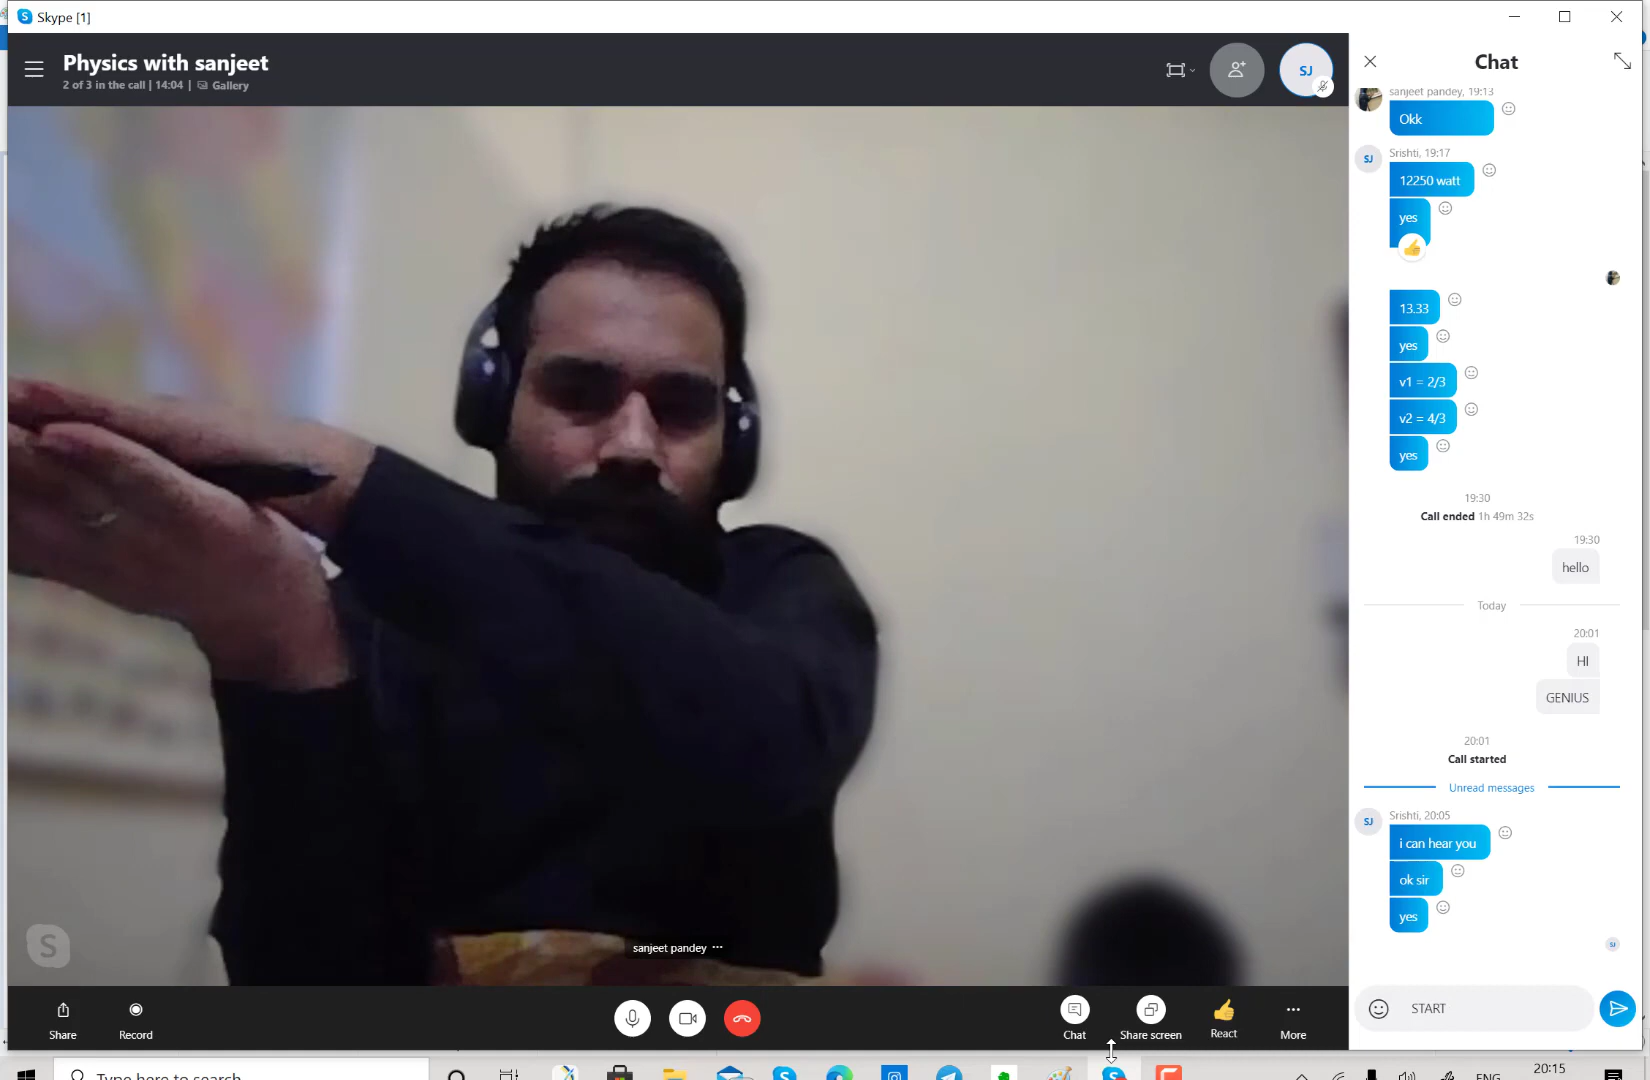 Skype [1]
Physics with sanjeet
2 of 3 in the call | 14:04 | Gallery
SJ
Chat
sanjeet pandey, 19:13
Okk
Srishti, 19:17
SJ
12250 watt
yes
13.33
yes
v1 = 2/3
v2 = 4/3
yes
19:30
Call ended 1h 49m 32s
19:30
hello
Today
20:01
HI
GENIUS
20:01
Call started
Unread messages
Srishti, 20:05
SJ
i can hear you
ok sir
yes
SJ
START
sanjeet pandey ...
Share
Record
Chat
Share screen
React
More
Type here to search
ENG
20:15